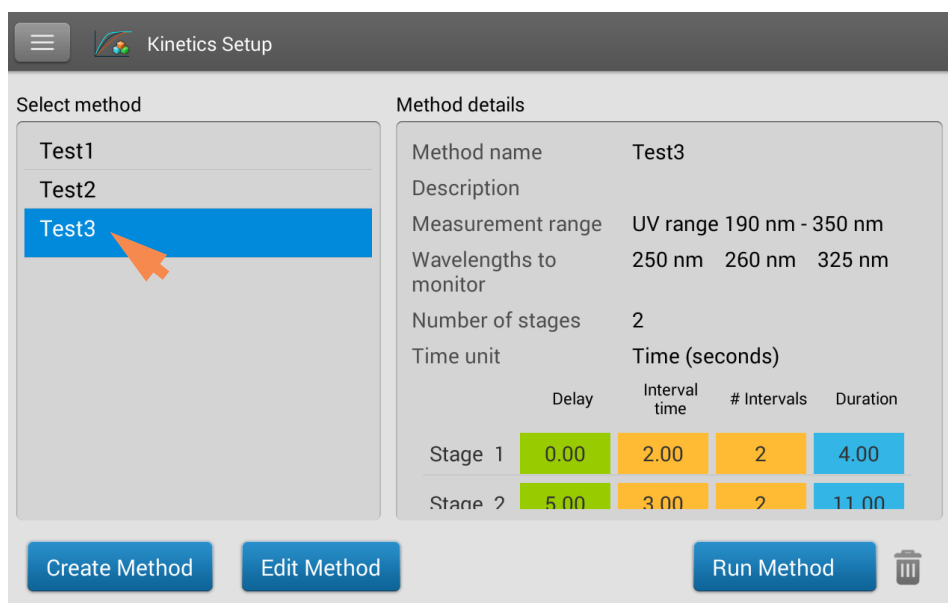 Kinetics Setup
Select method
Test1
Test2
Test3
Method details
Method name Test3
Description
Measurement range UV range 190 nm - 350 nm
Wavelengths to monitor 250 nm 260 nm 325 nm
Number of stages 2
Time unit Time (seconds)
Delay Interval time # Intervals Duration
Stage 1 0.00 2.00 2 4.00
Stage 2 5.00 3.00 2 11.00
Create Method Edit Method Run Method